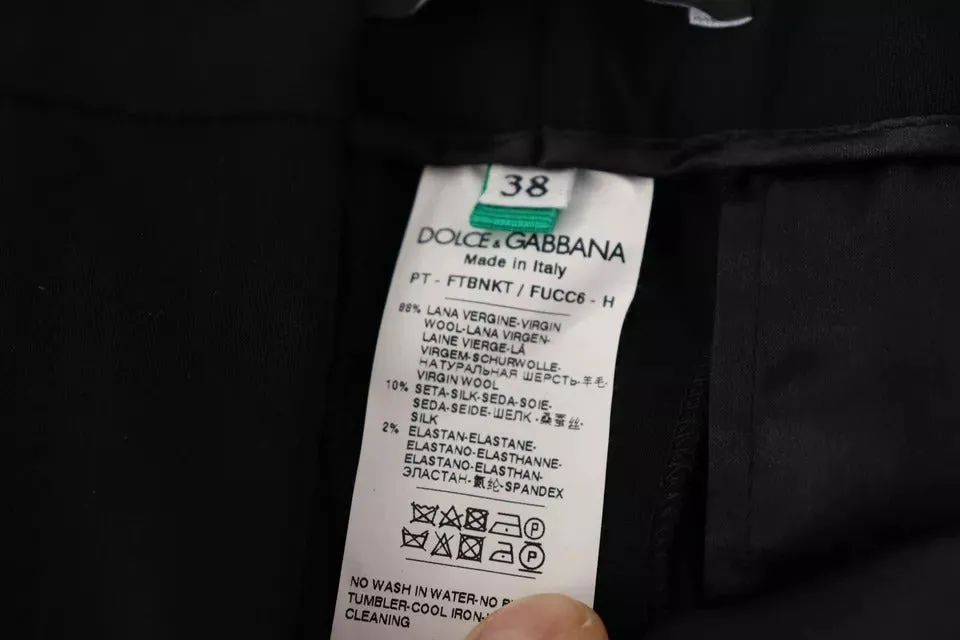 38
DOLCE & GABBANA
Made in Italy
PT - FTBNKT / FUCC6 - H
88% LANA VERGINE-VIRGIN
WOOL-LANA VIRGEN-
LAINE VIERGE-LÃ
VIRGEM-SCHURWOLLE-
НАТУРАЛЬНАЯ ШЕРСТЬ-羊毛-
VIRGIN WOOL
10% SETA-SILK-SEDA-SOIE-
SEDA-SEIDE-ШЕЛК-桑蚕丝-
SILK
2% ELASTAN-ELASTANE-
ELASTANO-ELASTHANNE-
ELASTANO-ELASTHAN-
ЭЛАСТАН-氨纶-SPANDEX
P
P
NO WASH IN WATER-NO
TUMBLER-COOL IRON-
CLEANING